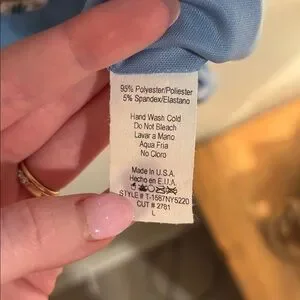 95% Polyester/Poliester
5% Spandex/Elastano
Hand Wash Cold
Do Not Bleach
Lavar a Mano
Aqua Fria
No Cloro
Made in U.S.A.
Hecho en E.U.A.
STYLE # T-1587NY5220
CUT # 2781
L